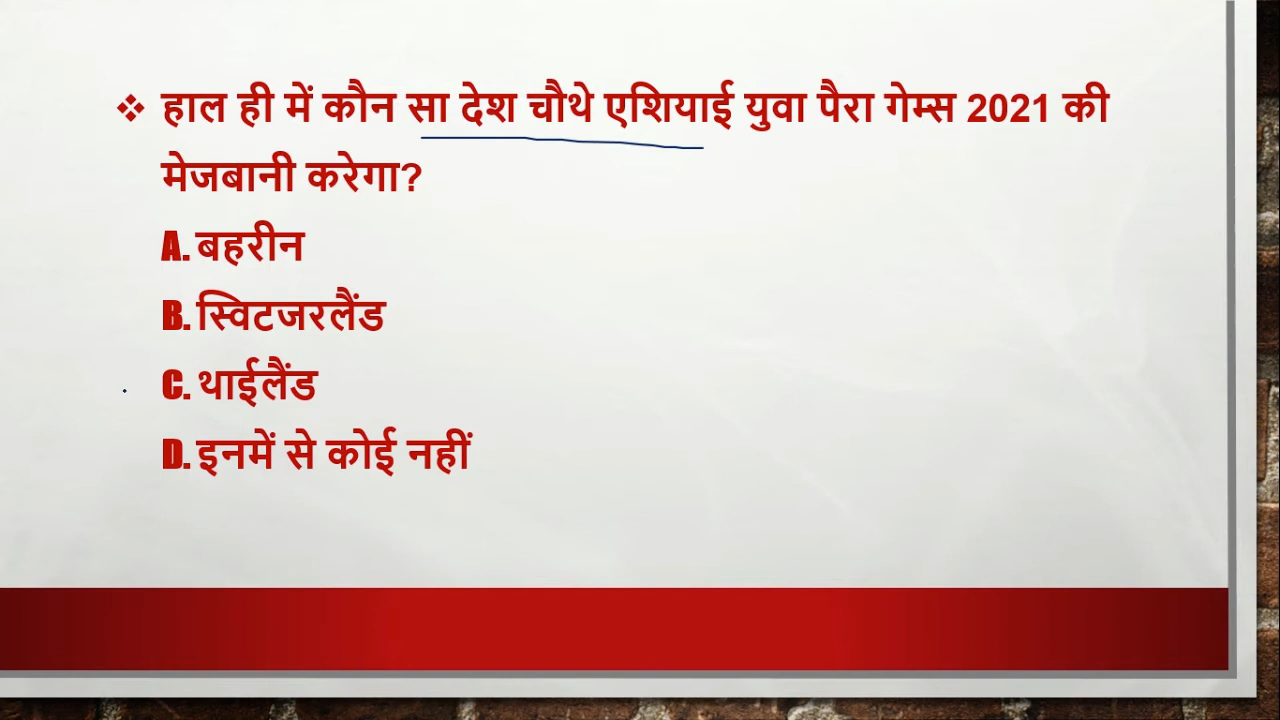 ❖ हाल ही में कौन सा देश चौथे एशियाई युवा पैरा गेम्स 2021 की
मेजबानी करेगा?
A. बहरीन
B. स्विटजरलैंड
C. थाईलैंड
D. इनमें से कोई नहीं